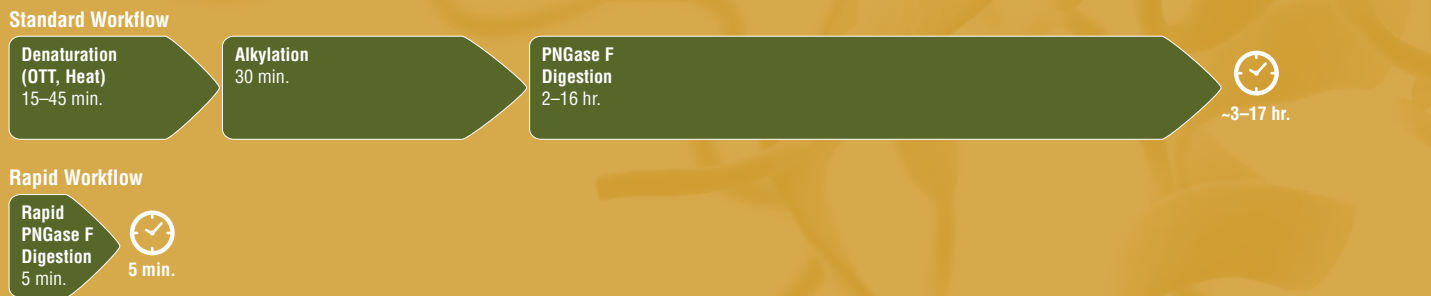 Standard Workflow
Denaturation
(OTT, Heat)
15–45 min.
Alkylation
30 min.
PNGase F
Digestion
2–16 hr.
~3–17 hr.
Rapid Workflow
Rapid
PNGase F
Digestion
5 min.
5 min.